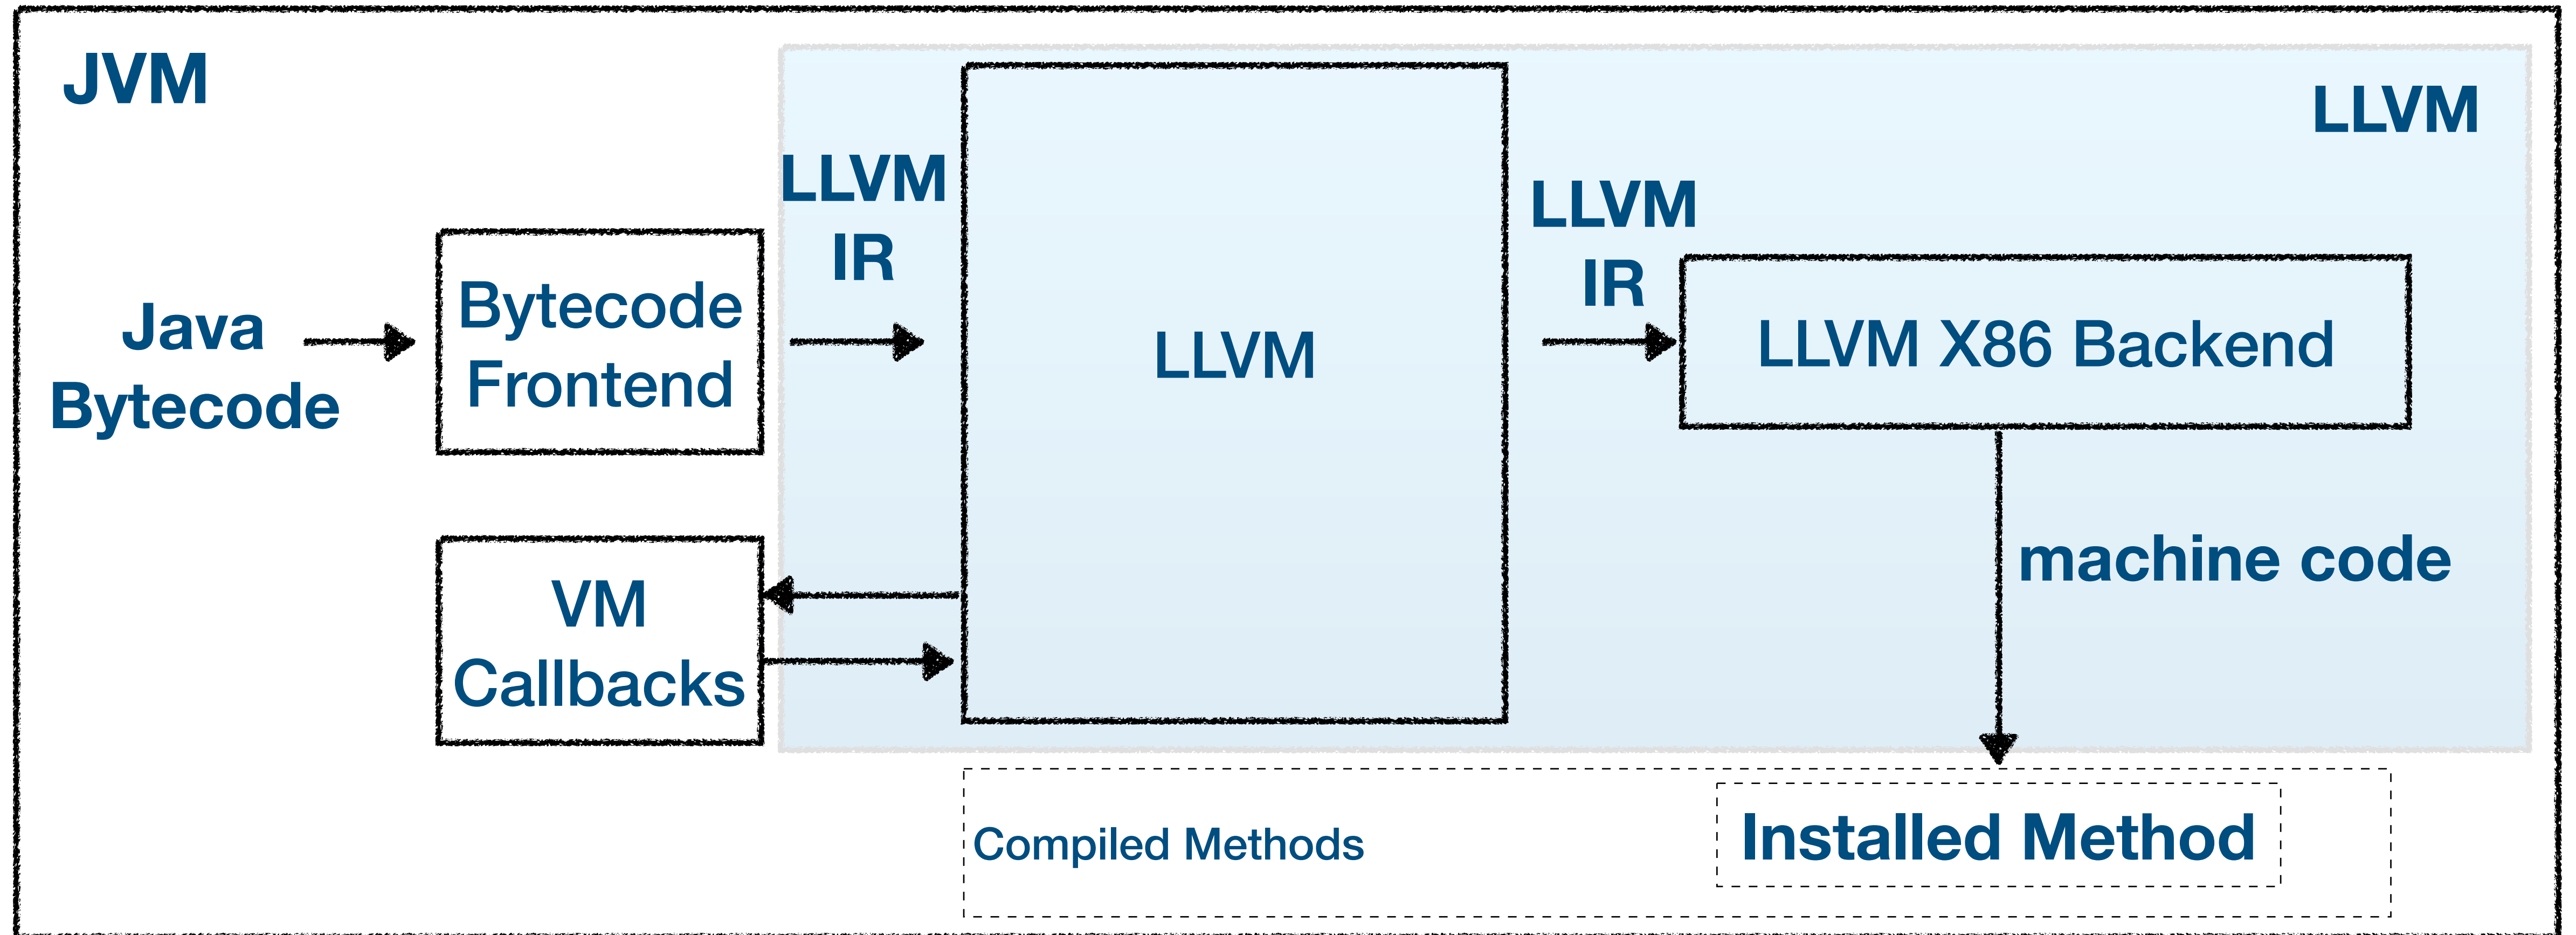 JVM
LLVM
LLVM
IR
LLVM
IR
Java
Bytecode
Bytecode
Frontend
LLVM
LLVM X86 Backend
VM
Callbacks
machine code
Compiled Methods
Installed Method